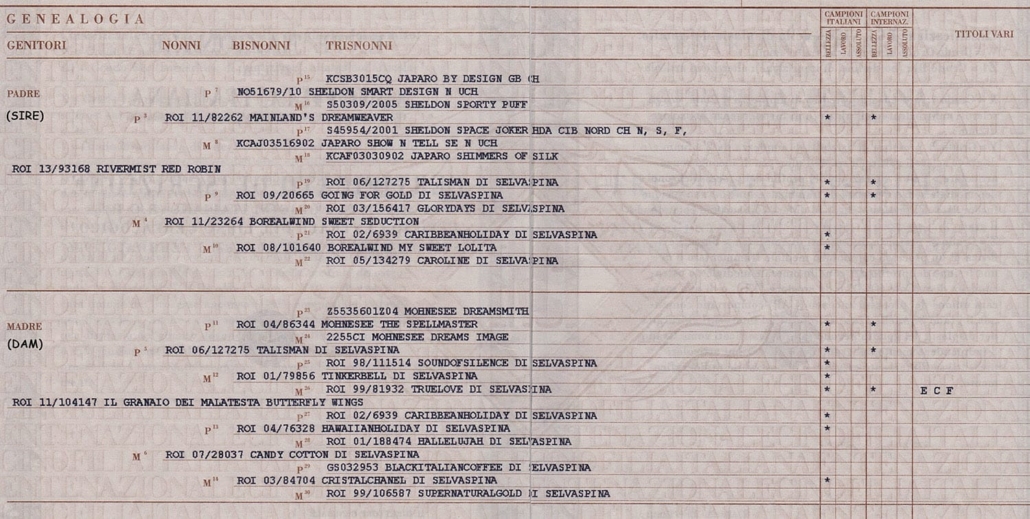 GENEALOGIA
CAMPIONI ITALIANI CAMPIONI INTERNAZ.
BELLEZZA LAVORO ASSOLUTO BELLEZZA LAVORO ASSOLUTO TITOLI VARI
GENITORI NONNI BISNONNI TRISNONNI
P 15 KCSB3015CQ JAPARO BY DESIGN GB CH
PADRE P 7 NO51679/10 SHELDON SMART DESIGN N UCH
(SIRE) M 16 S50309/2005 SHELDON SPORTY PUFF
P 3 ROI 11/82262 MAINLAND'S DREAMWEAVER * *
P 17 S45954/2001 SHELDON SPACE JOKER HDA CIB NORD CH N, S, F,
M 8 KCAJ03516902 JAPARO SHOW N TELL SE N UCH
M 18 KCAF03030902 JAPARO SHIMMERS OF SILK
ROI 13/93168 RIVERMIST RED ROBIN
P 19 ROI 06/127275 TALISMAN DI SELVASPINA * *
P 9 ROI 09/20665 GOING FOR GOLD DI SELVASPINA * *
M 20 ROI 03/156417 GLORYDAYS DI SELVASPINA
M 4 ROI 11/23264 BOREALWIND SWEET SEDUCTION
P 21 ROI 02/6939 CARIBBEANHOLIDAY DI SELVASPINA *
M 10 ROI 08/101640 BOREALWIND MY SWEET LOLITA *
M 22 ROI 05/134279 CAROLINE DI SELVASPINA
P 23 Z5535601Z04 MOHNESEE DREAMSMITH
MADRE P 11 ROI 04/86344 MOHNESEE THE SPELLMASTER * *
(DAM) M 24 2255CI MOHNESEE DREAMS IMAGE
P 5 ROI 06/127275 TALISMAN DI SELVASPINA * *
P 25 ROI 98/111514 SOUNDOFSILENCE DI SELVASPINA *
M 12 ROI 01/79856 TINKERBELL DI SELVASPINA *
M 26 ROI 99/81932 TRUELOVE DI SELVASPINA * * E C F
ROI 11/104147 IL GRANAIO DEI MALATESTA BUTTERFLY WINGS
P 27 ROI 02/6939 CARIBBEANHOLIDAY DI SELVASPINA *
P 13 ROI 04/76328 HAWAIIANHOLIDAY DI SELVASPINA *
M 28 ROI 01/188474 HALLELUJAH DI SELVASPINA
M 6 ROI 07/28037 CANDY COTTON DI SELVASPINA
P 29 GS032953 BLACKITALIANCOFFEE DI SELVASPINA
M 14 ROI 03/84704 CRISTALCHANEL DI SELVASPINA *
M 30 ROI 99/106587 SUPERNATURALGOLD DI SELVASPINA